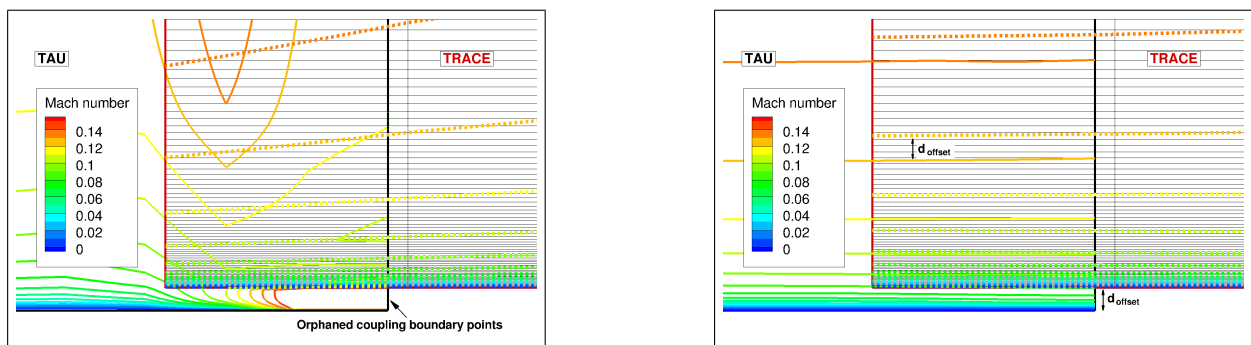 TAU
TRACE
Mach number
0.14
0.12
0.1
0.08
0.06
0.04
0.02
0
Orphaned coupling boundary points
TAU
TRACE
Mach number
0.14
0.12
0.1
0.08
0.06
0.04
0.02
0
d offset
d offset